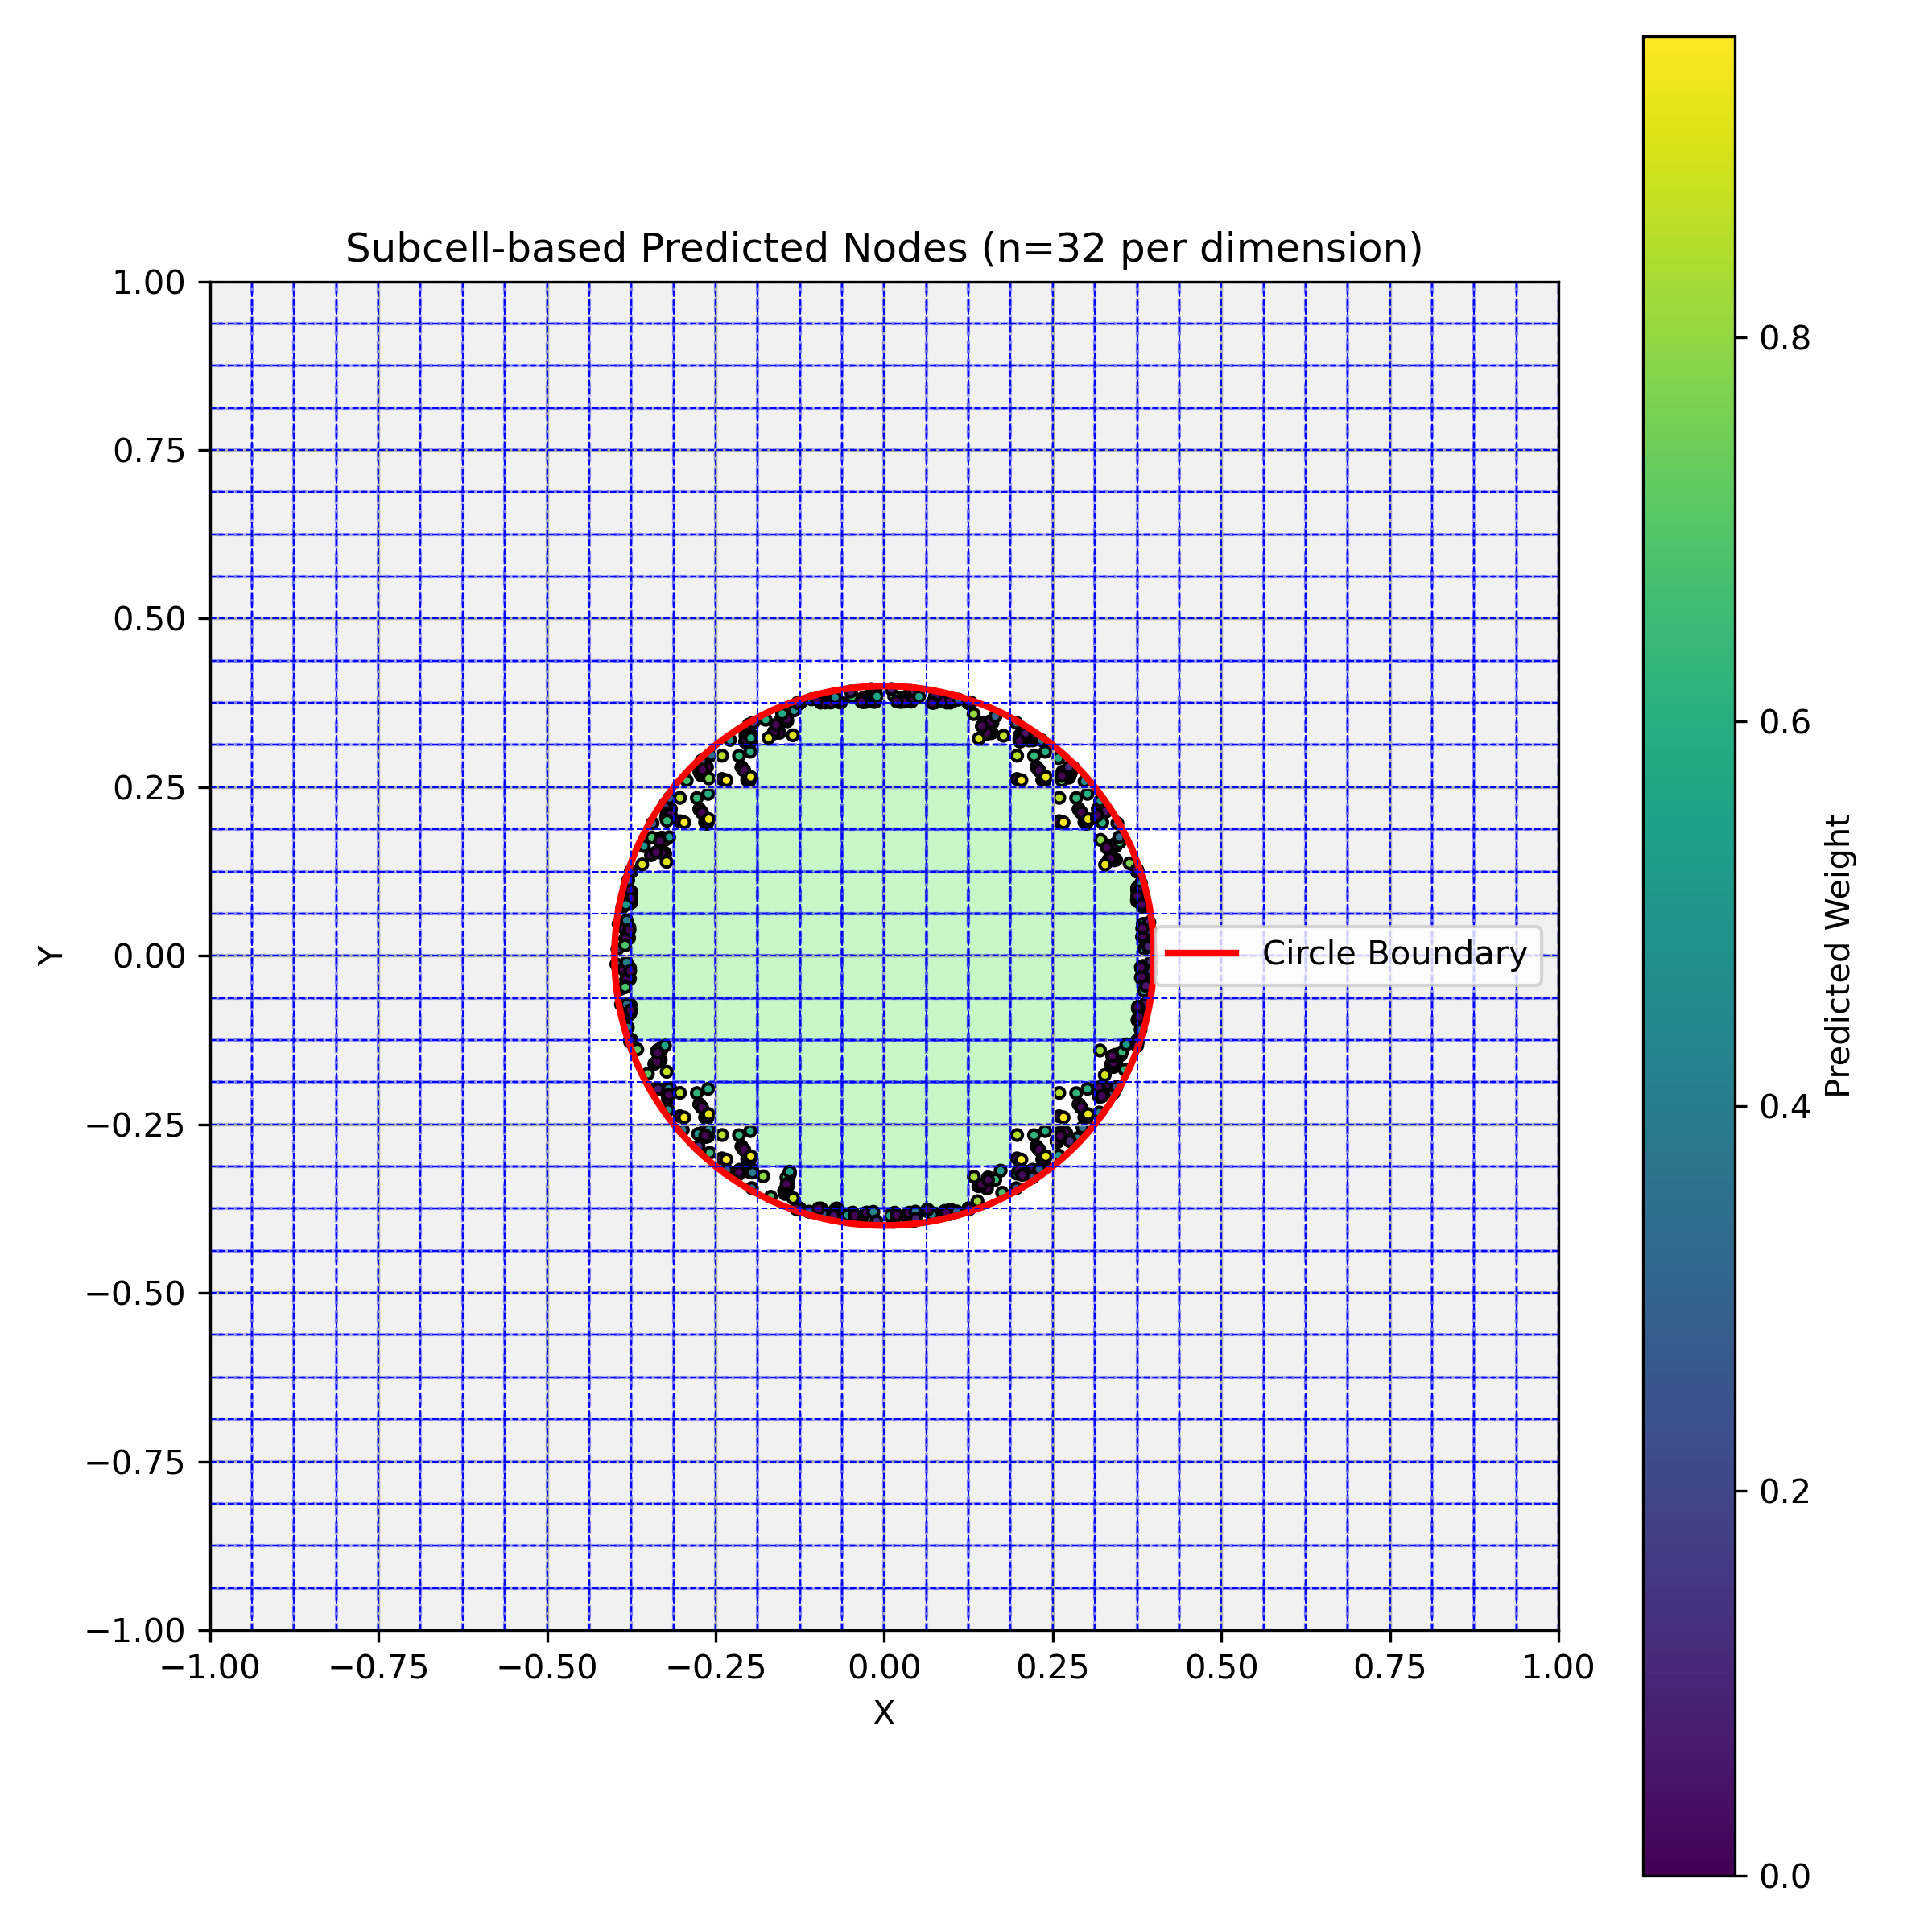 Subcell-based Predicted Nodes (n=32 per dimension)
1.00
0.75
0.50
0.25
0.00
−0.25
−0.50
−0.75
−1.00
Y
−1.00 −0.75 −0.50 −0.25 0.00 0.25 0.50 0.75 1.00
X
Circle Boundary
0.8
0.6
0.4
0.2
0.0
Predicted Weight